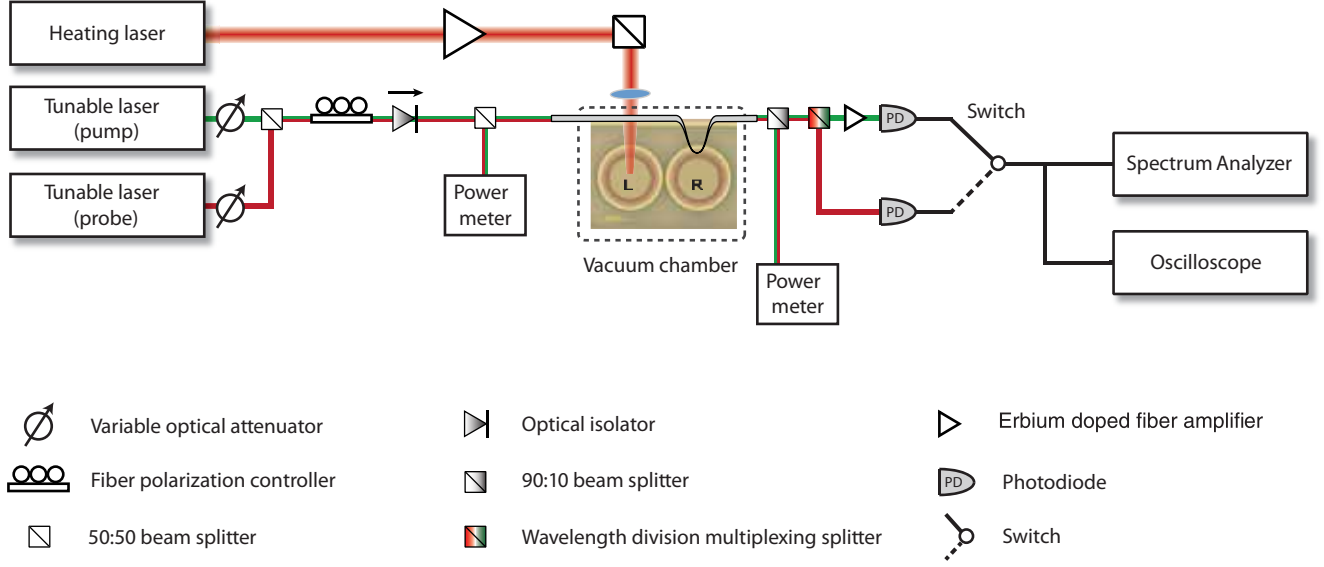 Heating laser
Tunable laser
(pump)
Tunable laser
(probe)
Power
meter
L
R
Vacuum chamber
Power
meter
PD
PD
Switch
Spectrum Analyzer
Oscilloscope
Variable optical attenuator
Optical isolator
Erbium doped fiber amplifier
Fiber polarization controller
90:10 beam splitter
PD
Photodiode
50:50 beam splitter
Wavelength division multiplexing splitter
Switch